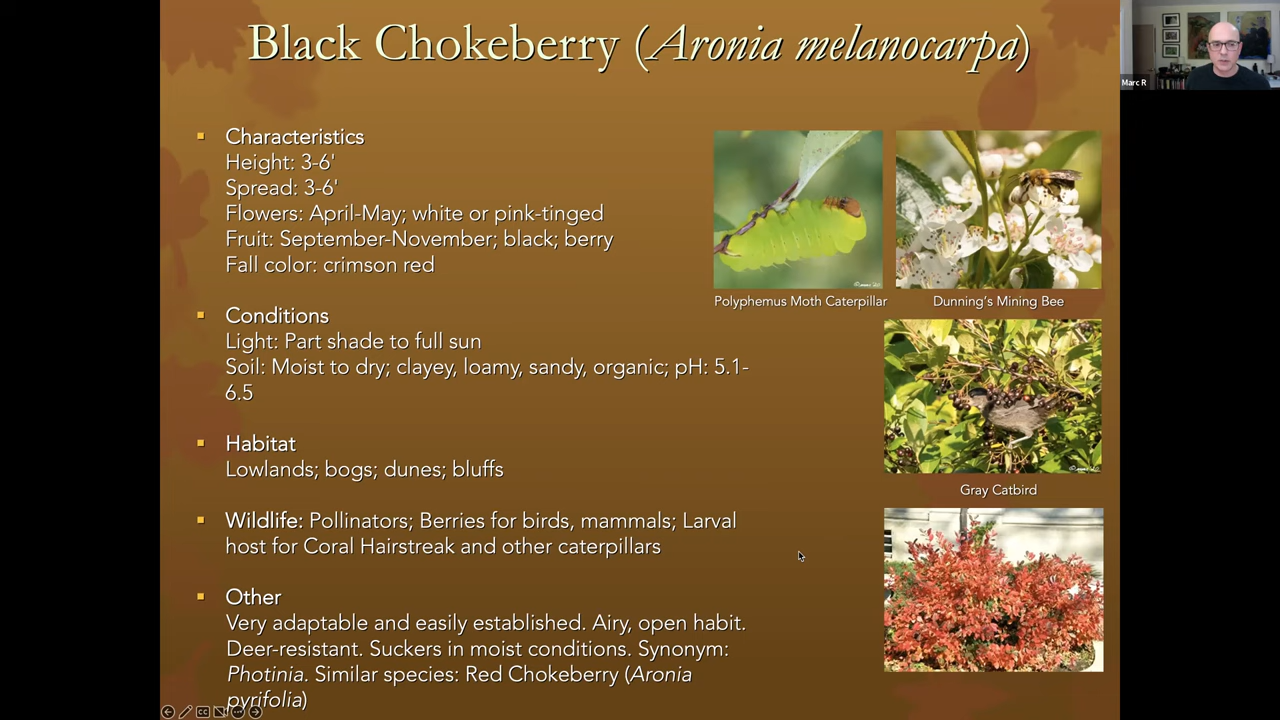 Black Chokeberry (Aronia melanocarpa)
Marc R
Characteristics
Height: 3-6'
Spread: 3-6'
Flowers: April-May; white or pink-tinged
Fruit: September-November; black; berry
Fall color: crimson red
Conditions
Light: Part shade to full sun
Soil: Moist to dry; clayey, loamy, sandy, organic; pH: 5.1-
6.5
Habitat
Lowlands; bogs; dunes; bluffs
Wildlife: Pollinators; Berries for birds, mammals; Larval
host for Coral Hairstreak and other caterpillars
Other
Very adaptable and easily established. Airy, open habit.
Deer-resistant. Suckers in moist conditions. Synonym:
Photinia. Similar species: Red Chokeberry (Aronia
pyrifolia)
Polyphemus Moth Caterpillar
Dunning's Mining Bee
Gray Catbird
CC